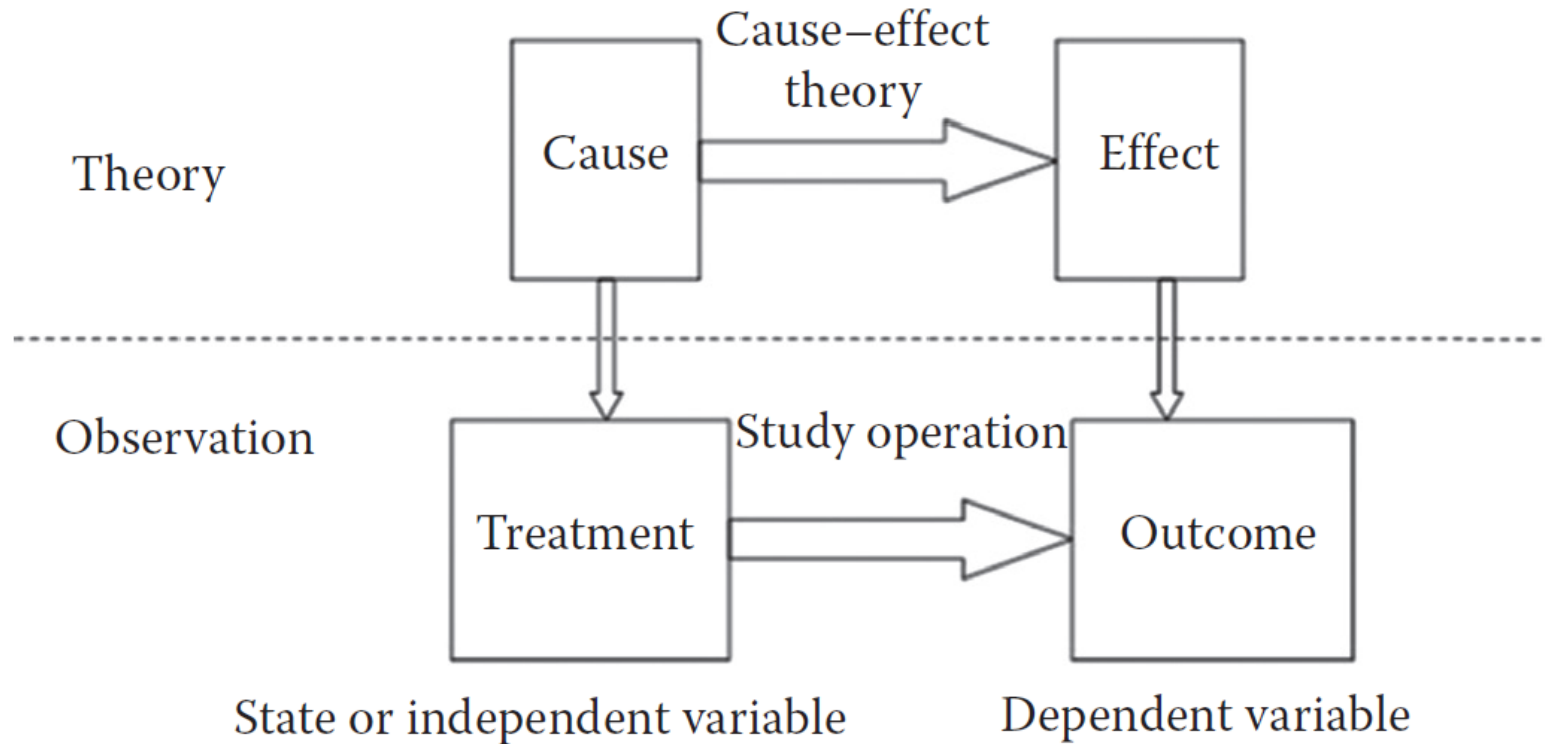 Cause–effect
theory
Theory
Cause
Effect
Observation
Study operation
Treatment
Outcome
State or independent variable
Dependent variable